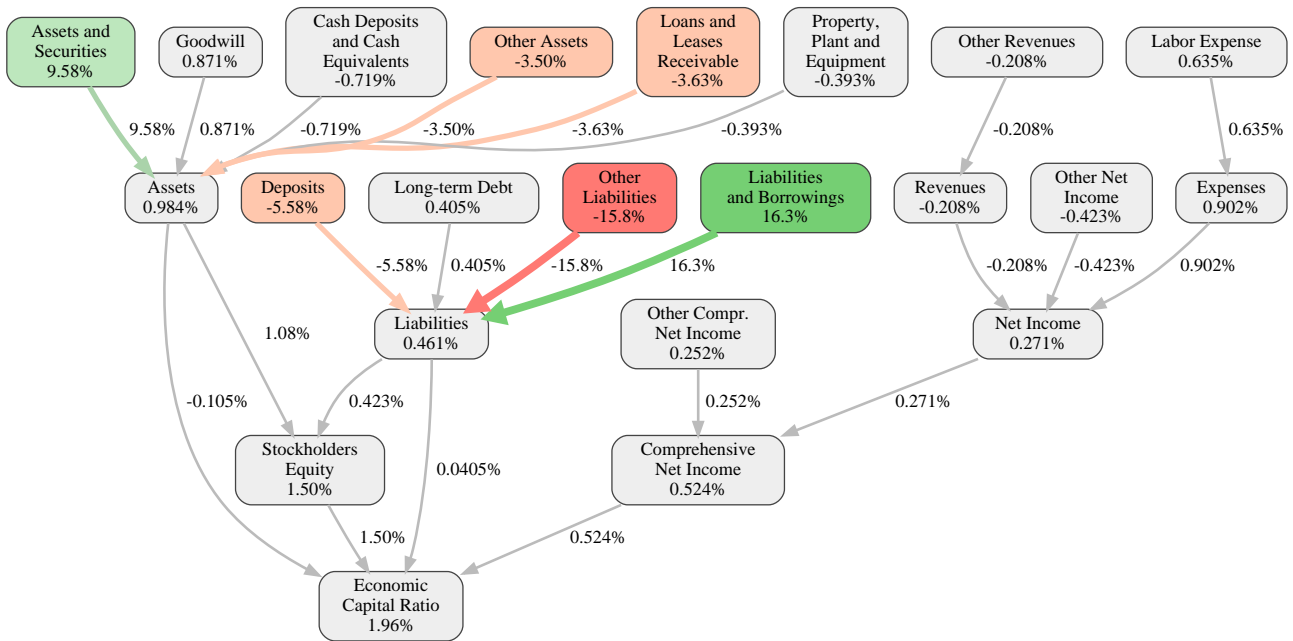 Assets and
Securities
9.58%
Goodwill
0.871%
Cash Deposits
and Cash
Equivalents
-0.719%
Other Assets
-3.50%
Loans and
Leases
Receivable
-3.63%
Property,
Plant and
Equipment
-0.393%
Other Revenues
-0.208%
Labor Expense
0.635%
9.58%
0.871%
-0.719%
-3.50%
-3.63%
-0.393%
-0.208%
0.635%
Assets
0.984%
Deposits
-5.58%
Long-term Debt
0.405%
Other
Liabilities
-15.8%
Liabilities
and Borrowings
16.3%
Revenues
-0.208%
Other Net
Income
-0.423%
Expenses
0.902%
-5.58%
0.405%
-15.8%
16.3%
-0.208%
-0.423%
0.902%
1.08%
Liabilities
0.461%
Other Compr.
Net Income
0.252%
Net Income
0.271%
-0.105%
0.423%
0.252%
0.271%
Stockholders
Equity
1.50%
0.0405%
Comprehensive
Net Income
0.524%
1.50%
0.524%
Economic
Capital Ratio
1.96%